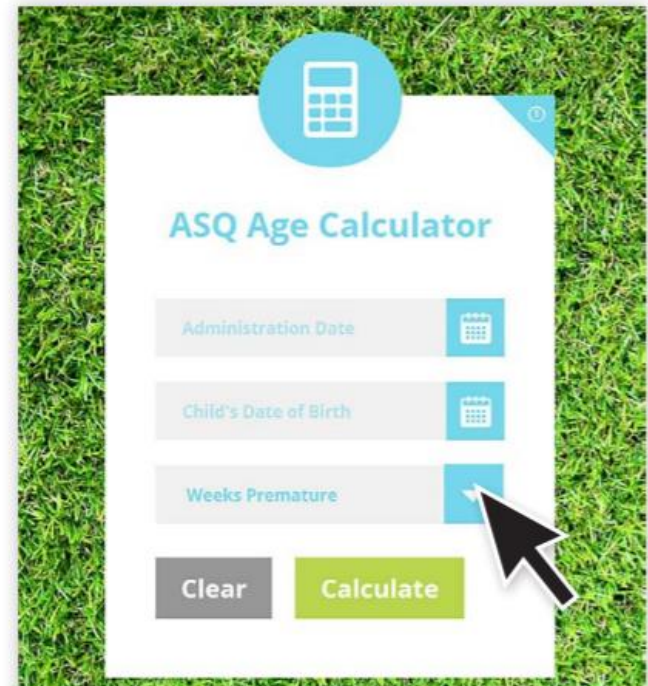 ASQ Age Calculator
Administration Date
Child's Date of Birth
Weeks Premature
Clear
Calculate